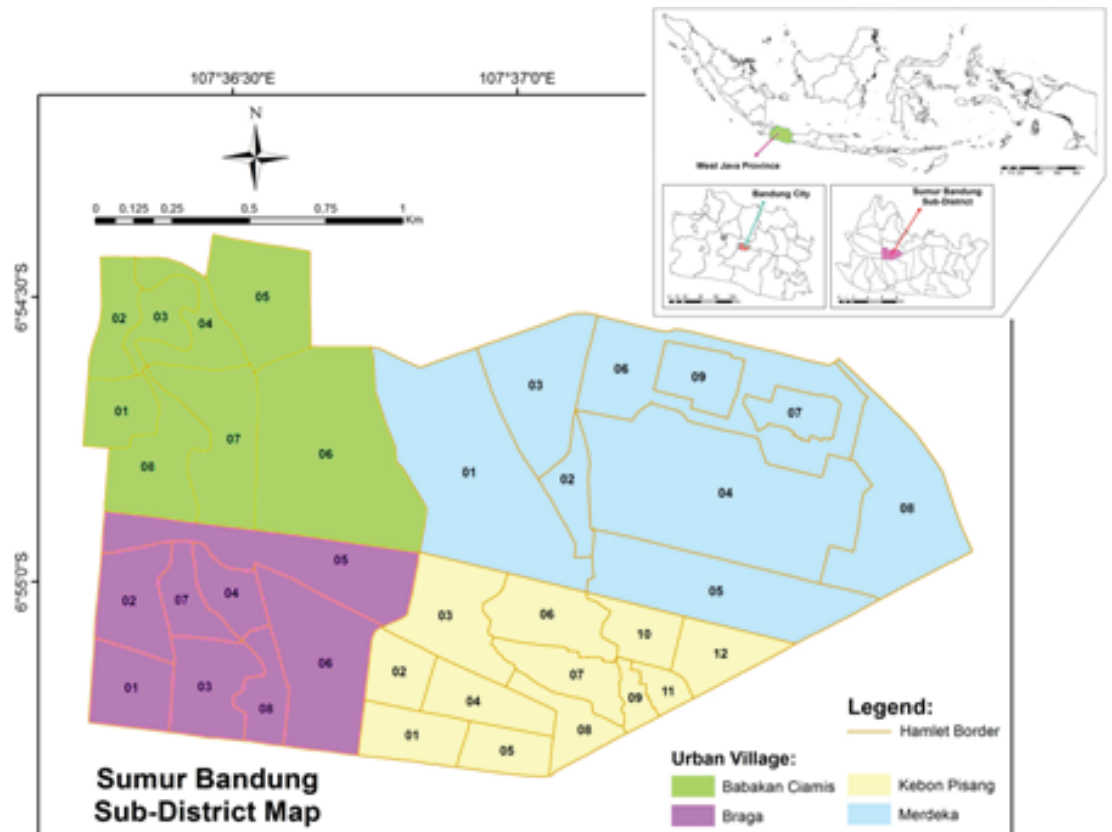 107°36'30"E
107°37'0"E
N
0 0,125 0,25 0,5 0,75 1
Km
6°54'30"S
6°55'0"S
West Java Province
Bandung City
Sumur Bandung
Sub-District
05
02
03
04
01
07
06
08
03
06
09
07
01
02
04
08
05
05
02
07
04
06
01
03
08
03
06
10
12
02
07
11
04
09
01
08
05
Sumur Bandung
Sub-District Map
Legend:
Hamlet Border
Urban Village:
Babakan Ciamis
Kebon Pisang
Braga
Merdeka